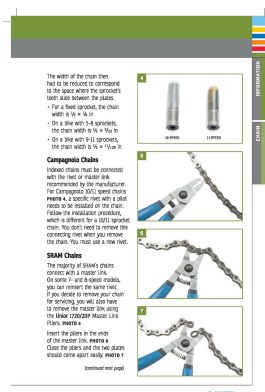 The width of the chain then
had to be reduced to correspond
to the space where the sprocket's
teeth slide between the plates.
• For a fixed sprocket, the chain
width is ½ × ⅛ in
• On a bike with 5-8 sprockets,
the chain width is ½ × 3/32 in
• On a bike with 9-11 sprockets,
the chain width is ½ × 11/128 in
Campagnolo Chains
Indexed chains must be connected
with the rivet or master link
recommended by the manufacturer.
For Campagnolo 10/11 speed chains
PHOTO 4, a specific rivet with a pilot
needs to be installed on the chain.
Follow the installation procedure,
which is different for a 10/11 sprocket
chain. You don't need to remove this
connecting rivet when you remove
the chain. You must use a new rivet.
SRAM Chains
The majority of SRAM's chains
connect with a master link.
On some 7- and 8-speed models,
you can reinsert the same rivet.
If you decide to remove your chain
for servicing, you will also have
to remove the master link using
the Unior 1720/2DP Master Link
Pliers. PHOTO 5
Insert the pliers in the ends
of the master link. PHOTO 6
Close the pliers and the two plates
should come apart easily. PHOTO 7
(continued next page)
4
10-SPEED
11-SPEED
5
6
7
INFORMATION
CHAIN